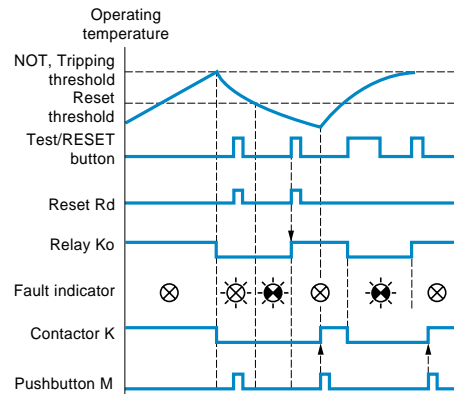 Operating
temperature
NOT, Tripping
threshold
Reset
threshold
Test/RESET
button
Reset Rd
Relay Ko
Fault indicator
Contactor K
Pushbutton M